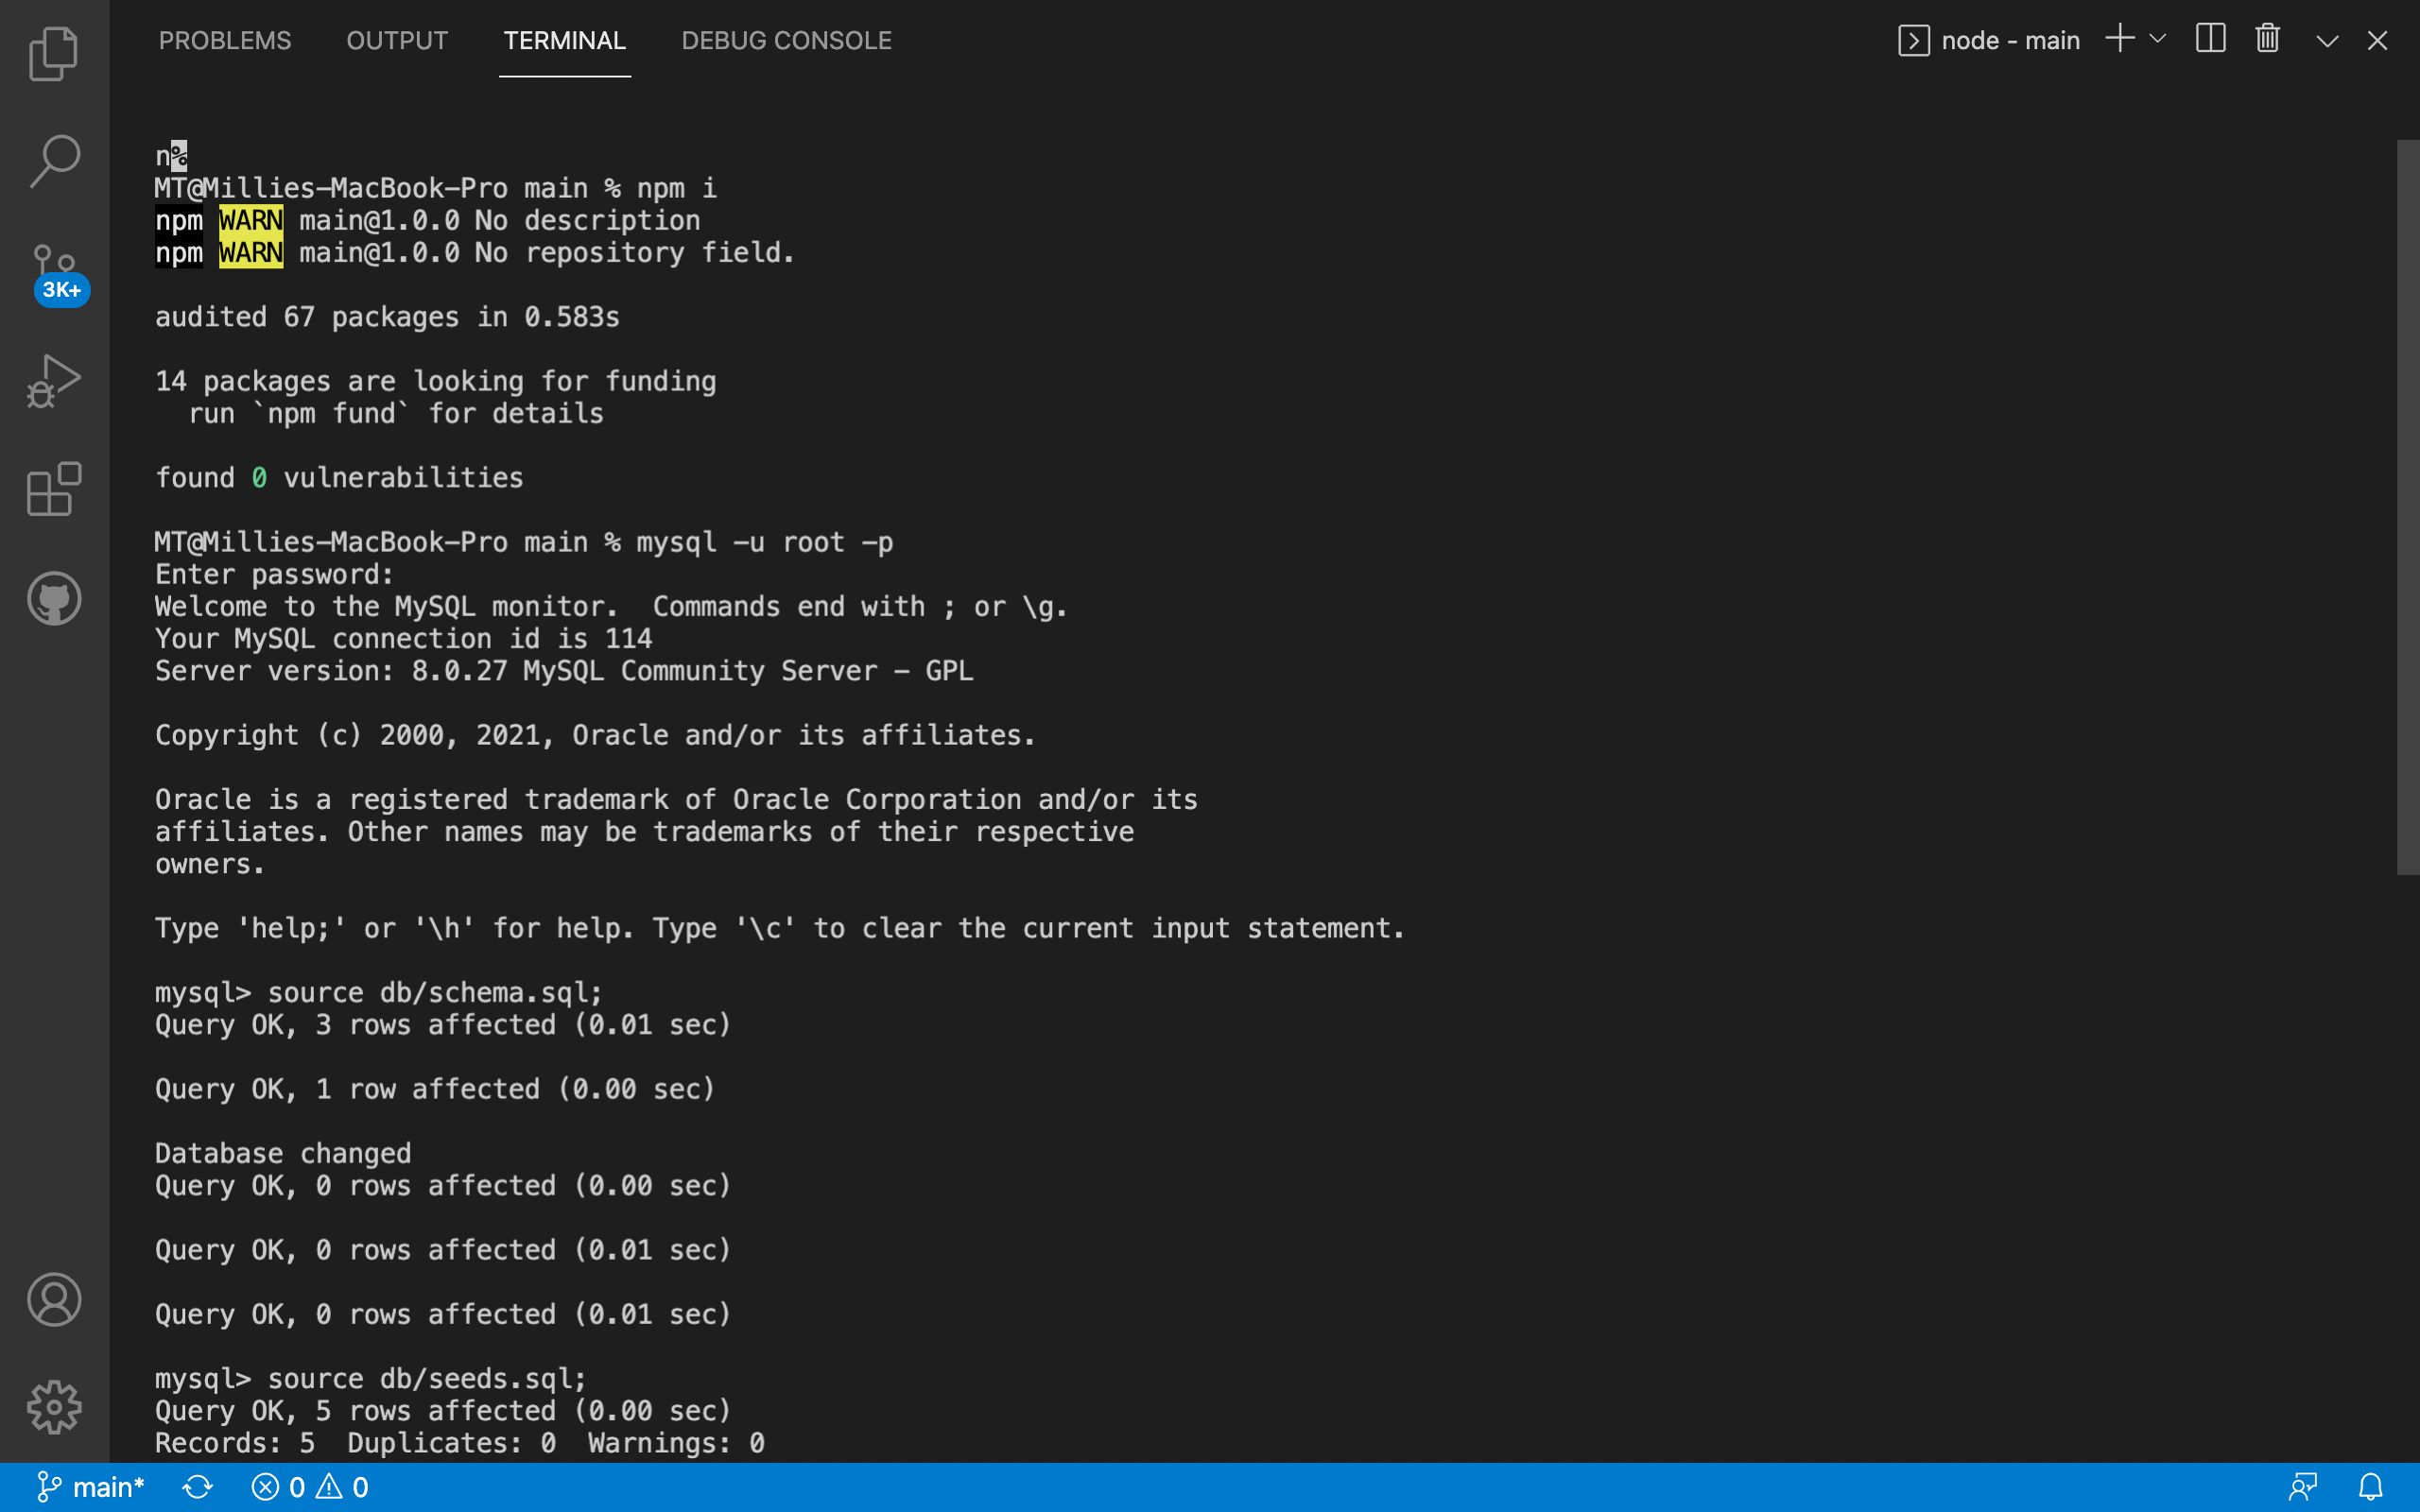 PROBLEMS OUTPUT TERMINAL DEBUG CONSOLE node - main
n%
MT@Millies-MacBook-Pro main % npm i
npm WARN main@1.0.0 No description
npm WARN main@1.0.0 No repository field.
3K+
audited 67 packages in 0.583s
14 packages are looking for funding
run `npm fund` for details
found 0 vulnerabilities
MT@Millies-MacBook-Pro main % mysql -u root -p
Enter password:
Welcome to the MySQL monitor.  Commands end with ; or \g.
Your MySQL connection id is 114
Server version: 8.0.27 MySQL Community Server - GPL
Copyright (c) 2000, 2021, Oracle and/or its affiliates.
Oracle is a registered trademark of Oracle Corporation and/or its
affiliates. Other names may be trademarks of their respective
owners.
Type 'help;' or '\h' for help. Type '\c' to clear the current input statement.
mysql> source db/schema.sql;
Query OK, 3 rows affected (0.01 sec)
Query OK, 1 row affected (0.00 sec)
Database changed
Query OK, 0 rows affected (0.00 sec)
Query OK, 0 rows affected (0.01 sec)
Query OK, 0 rows affected (0.01 sec)
mysql> source db/seeds.sql;
Query OK, 5 rows affected (0.00 sec)
Records: 5  Duplicates: 0  Warnings: 0
main* 0 0